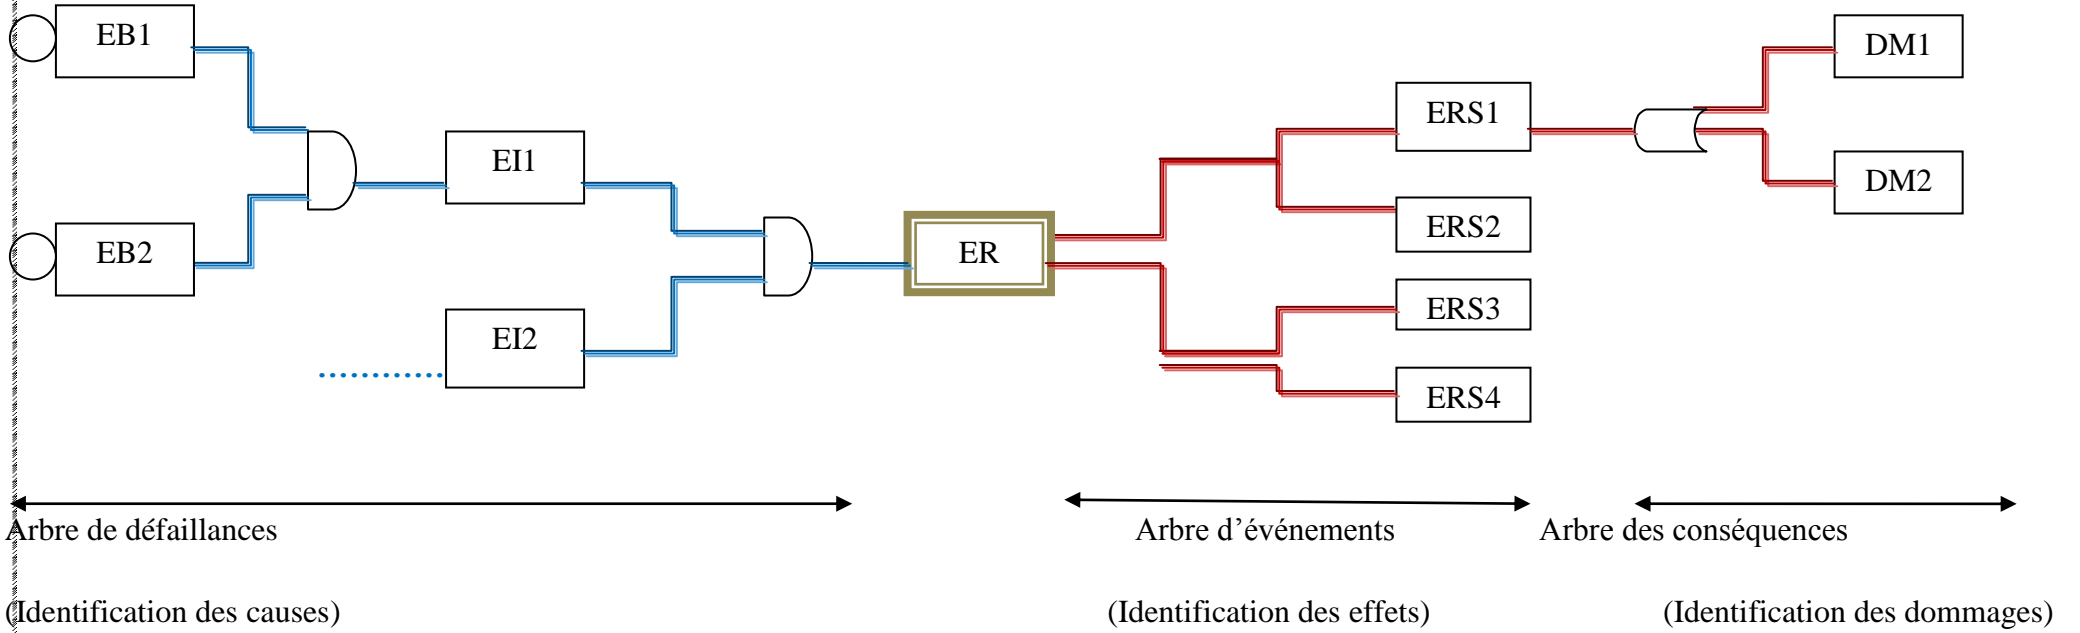 EB1
EB2
EI1
EI2
ER
ERS1
ERS2
ERS3
ERS4
DM1
DM2
Arbre de défaillances
Arbre d’événements
Arbre des conséquences
(Identification des causes)
(Identification des effets)
(Identification des dommages)